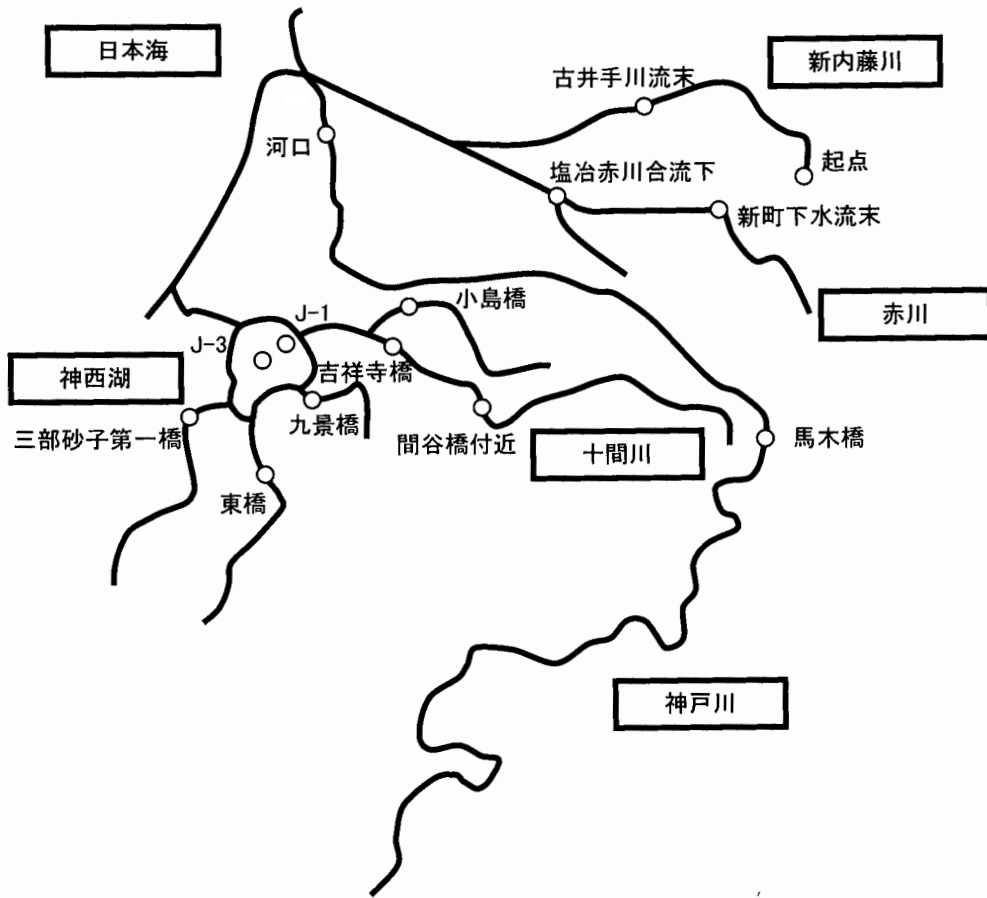 日本海
新内藤川
古井手川流末
河口
起点
塩冶赤川合流下
新町下水流末
小島橋
赤川
J-1
J-3
神西湖
吉祥寺橋
三部砂子第一橋
九景橋
間谷橋付近
十間川
馬木橋
東橋
神戸川